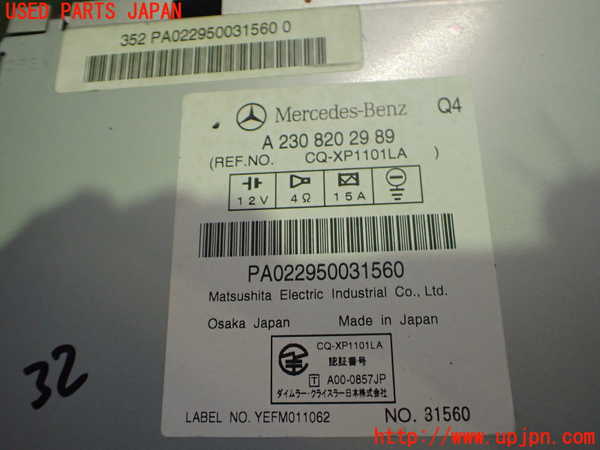 USED PARTS JAPAN
352 PA022950031560 0
Mercedes-Benz Q4
A 230 820 29 89
(REF.NO. CQ-XP1101LA )
12V 4Ω 15A
PA022950031560
Matsushita Electric Industrial Co., Ltd.
Osaka Japan Made in Japan
CQ-XP1101LA
認証番号
T A00-0857JP
ダイムラー・クライスラー日本株式会社
LABEL NO. YEFM011062 NO. 31560
32
http://www.upjpn.com/